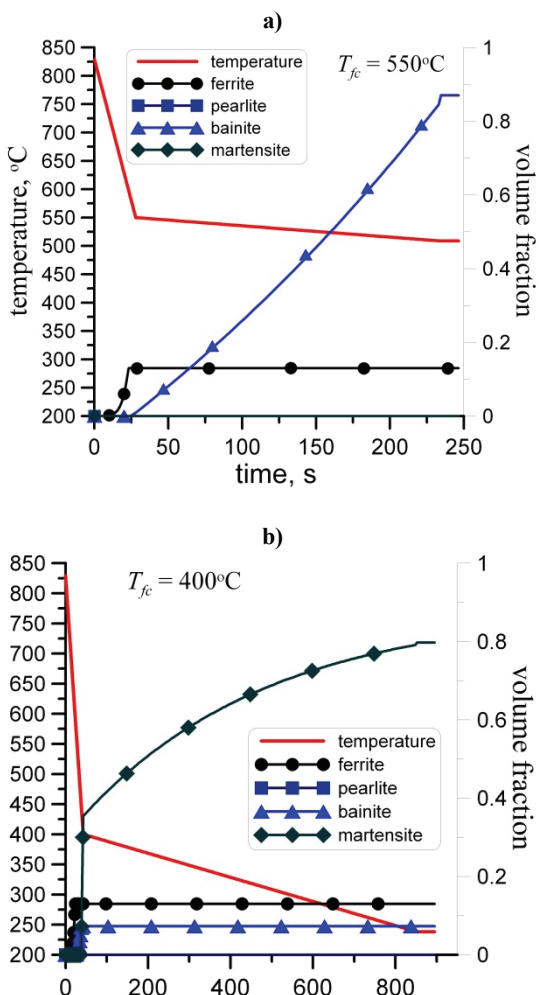 a)
850
800
750
700
650
600
550
500
450
400
350
300
250
200
temperature, °C
temperature
ferrite
pearlite
bainite
martensite
T_fc = 550°C
1
0.8
0.6
0.4
0.2
0
volume fraction
0 50 100 150 200 250
time, s
b)
850
800
750
700
650
600
550
500
450
400
350
300
250
200
T_fc = 400°C
temperature
ferrite
pearlite
bainite
martensite
1
0.8
0.6
0.4
0.2
0
volume fraction
0 200 400 600 800